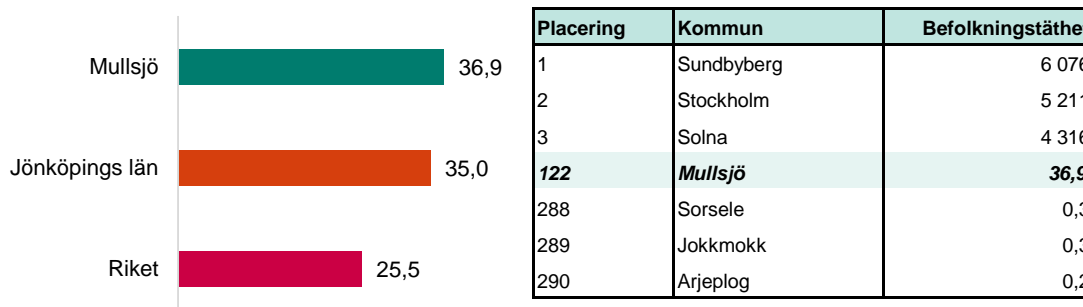 Mullsjö 36,9
Jönköpings län 35,0
Riket 25,5
Placering Kommun Befolkningstäthet
1 Sundbyberg 6 076
2 Stockholm 5 211
3 Solna 4 316
122 Mullsjö 36,9
288 Sorsele 0,3
289 Jokkmokk 0,3
290 Arjeplog 0,2